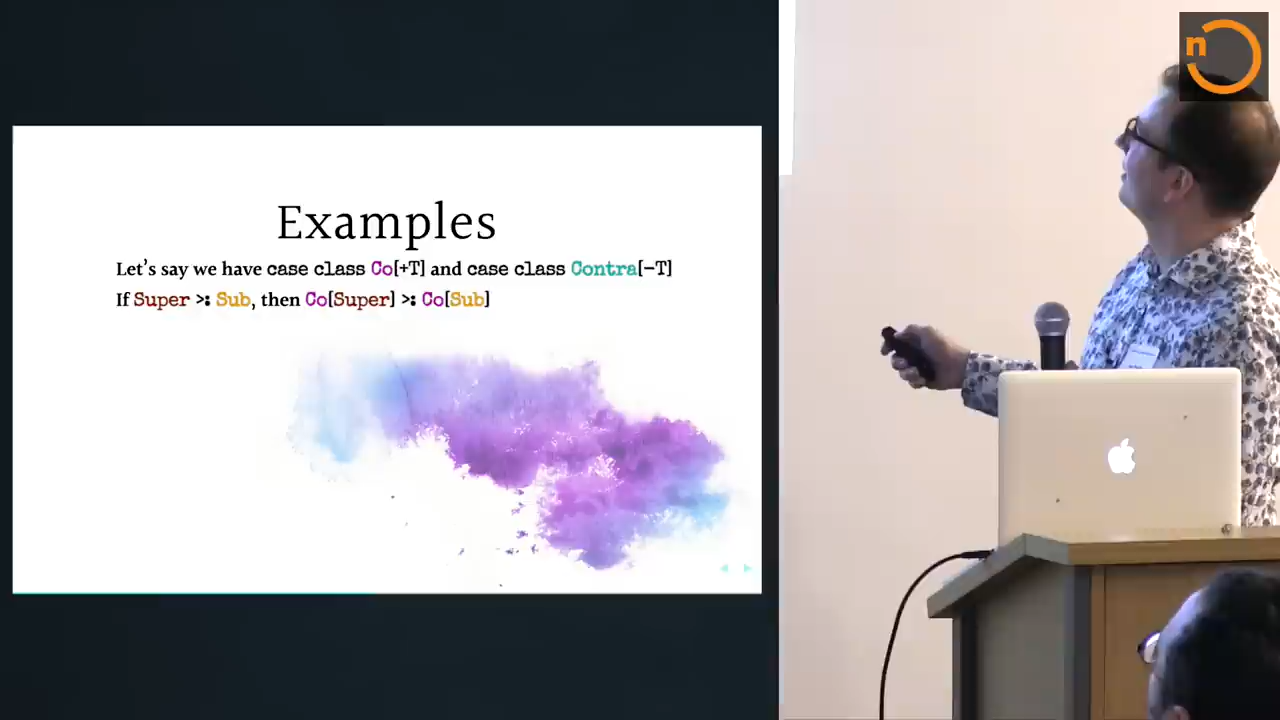 Examples
Let's say we have case class Co[+T] and case class Contra[−T]
If Super >: Sub, then Co[Super] >: Co[Sub]
n